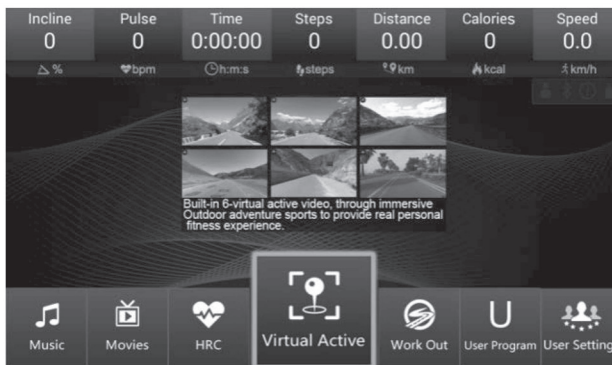 Incline Pulse Time Steps Distance Calories Speed
0 0 0:00:00 0 0.00 0 0.0
% bpm h:m:s steps km kcal km/h
Built-in 6-virtual active video, through immersive
Outdoor adventure sports to provide real personal
fitness experience.
Music Movies HRC Virtual Active Work Out User Program User Setting